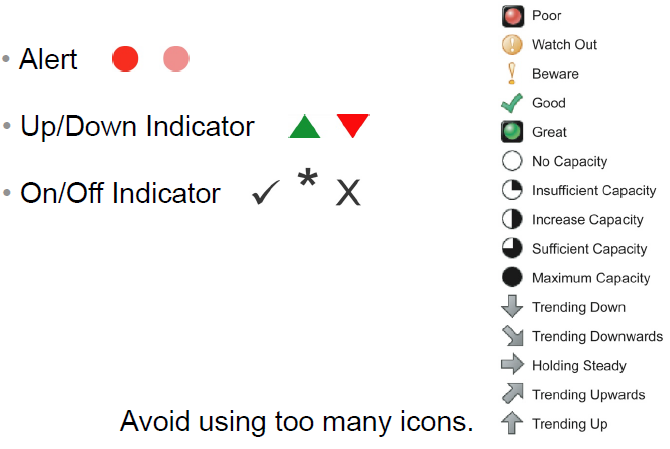 • Alert
• Up/Down Indicator
• On/Off Indicator ✓ * X
Avoid using too many icons.
Poor
Watch Out
Beware
Good
Great
No Capacity
Insufficient Capacity
Increase Capacity
Sufficient Capacity
Maximum Capacity
Trending Down
Trending Downwards
Holding Steady
Trending Upwards
Trending Up